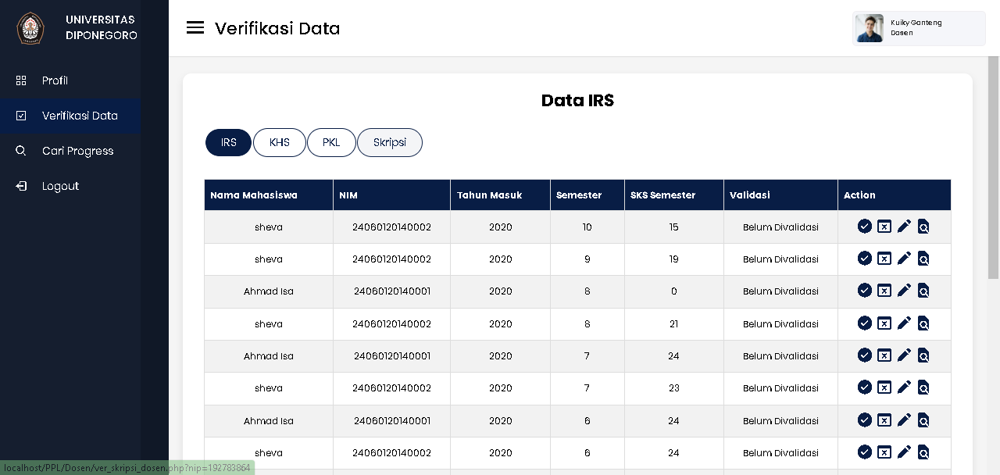 UNIVERSITAS
DIPONEGORO
Profil
Verifikasi Data
Cari Progress
Logout
Verifikasi Data
Kuiky Ganteng
Dosen
Data IRS
IRS KHS PKL Skripsi
Nama Mahasiswa NIM Tahun Masuk Semester SKS Semester Validasi Action
sheva 24060120140002 2020 10 15 Belum Divalidasi
sheva 24060120140002 2020 9 19 Belum Divalidasi
Ahmad Isa 24060120140001 2020 8 0 Belum Divalidasi
sheva 24060120140002 2020 8 21 Belum Divalidasi
Ahmad Isa 24060120140001 2020 7 24 Belum Divalidasi
sheva 24060120140002 2020 7 23 Belum Divalidasi
Ahmad Isa 24060120140001 2020 6 24 Belum Divalidasi
sheva 24060120140002 2020 6 24 Belum Divalidasi
localhost/PPL/Dosen/ver_skripsi_dosen.php?nip=192783864